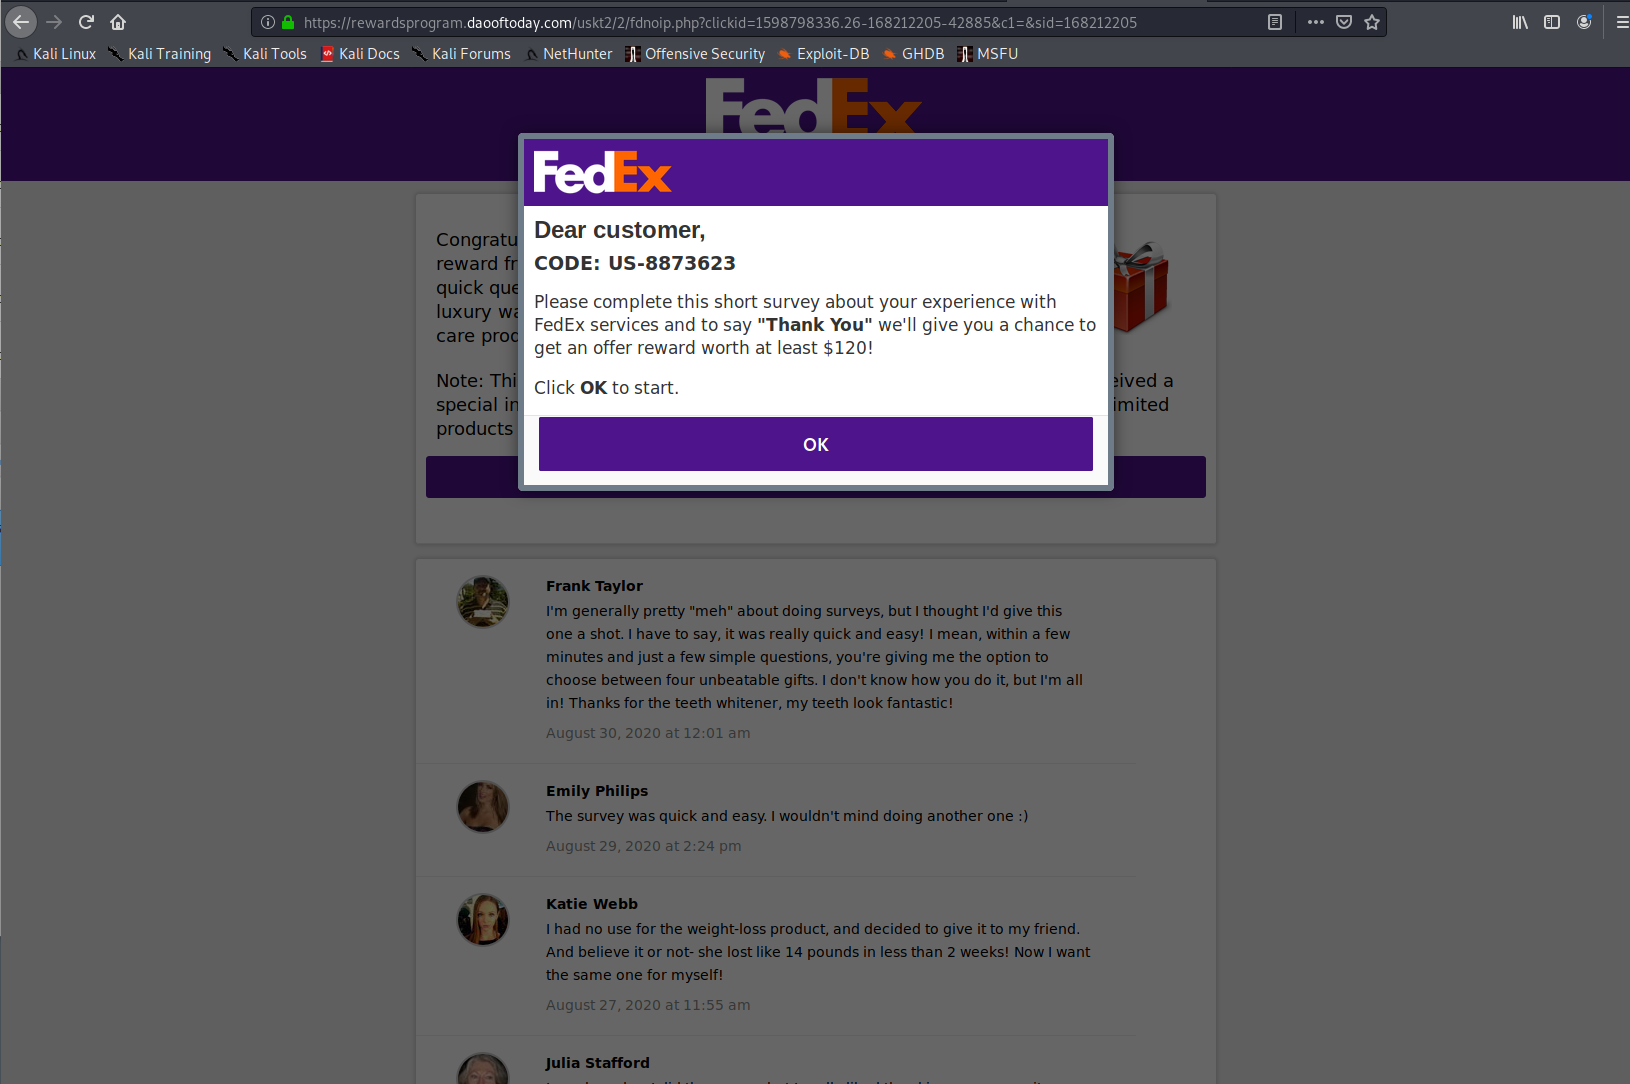 https://rewardsprogram.daooftoday.com/uskt2/2/fdnoip.php?clickid=1598798336.26-168212205-42885&c1=&sid=168212205
Kali Linux Kali Training Kali Tools Kali Docs Kali Forums NetHunter Offensive Security Exploit-DB GHDB MSFU
FedEx
FedEx
Dear customer,
CODE: US-8873623
Please complete this short survey about your experience with
FedEx services and to say "Thank You" we'll give you a chance to
get an offer reward worth at least $120!
Click OK to start.
OK
Congratu
reward fr
quick que
luxury wa
care prod
Note: Thi eived a
special in imited
products
Frank Taylor
I'm generally pretty "meh" about doing surveys, but I thought I'd give this
one a shot. I have to say, it was really quick and easy! I mean, within a few
minutes and just a few simple questions, you're giving me the option to
choose between four unbeatable gifts. I don't know how you do it, but I'm all
in! Thanks for the teeth whitener, my teeth look fantastic!
August 30, 2020 at 12:01 am
Emily Philips
The survey was quick and easy. I wouldn't mind doing another one :)
August 29, 2020 at 2:24 pm
Katie Webb
I had no use for the weight-loss product, and decided to give it to my friend.
And believe it or not- she lost like 14 pounds in less than 2 weeks! Now I want
the same one for myself!
August 27, 2020 at 11:55 am
Julia Stafford